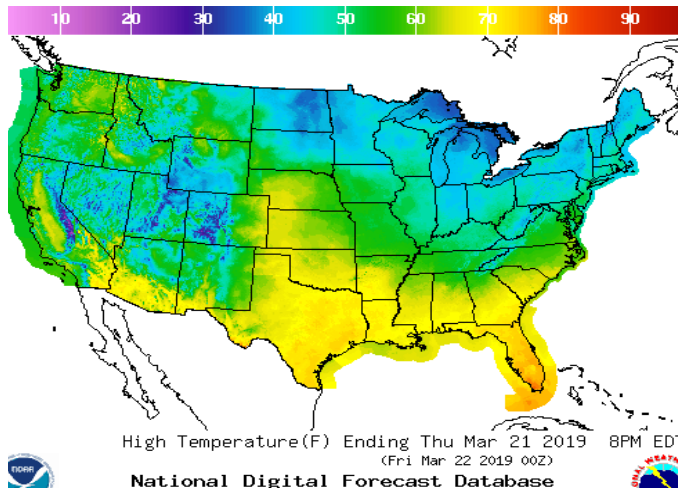 10 20 30 40 50 60 70 80 90
High Temperature(F) Ending Thu Mar 21 2019 8PM EDT
(Fri Mar 22 2019 00Z)
National Digital Forecast Database
noaa